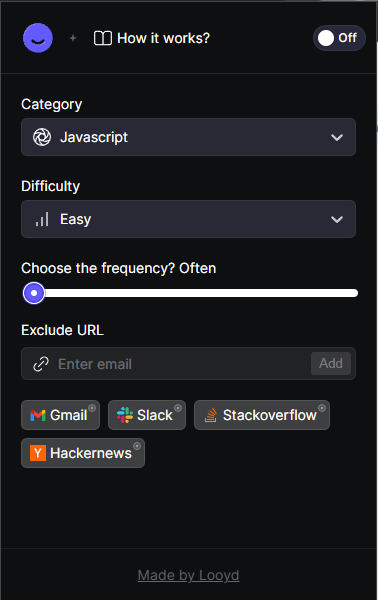 How it works?
Off
Category
Javascript
Difficulty
Easy
Choose the frequency? Often
Exclude URL
Enter email Add
Gmail Slack Stackoverflow
Hackernews
Made by Looyd